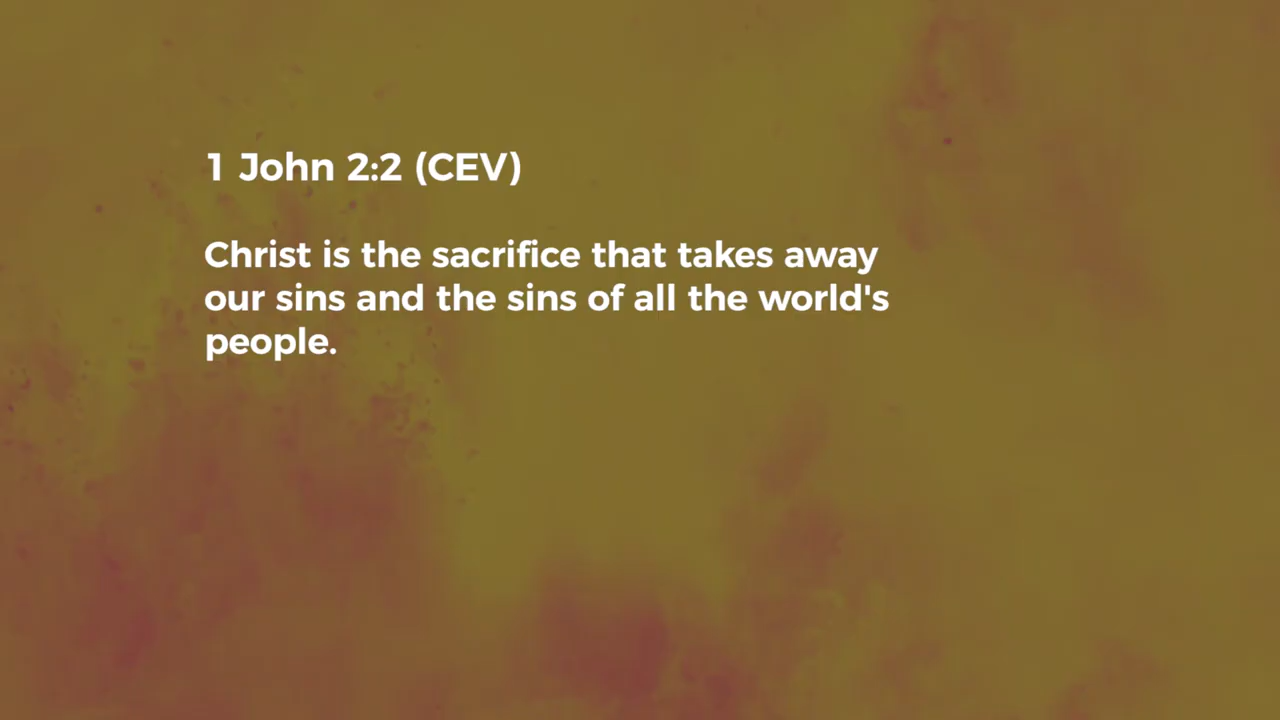 1 John 2:2 (CEV)
Christ is the sacrifice that takes away
our sins and the sins of all the world's
people.